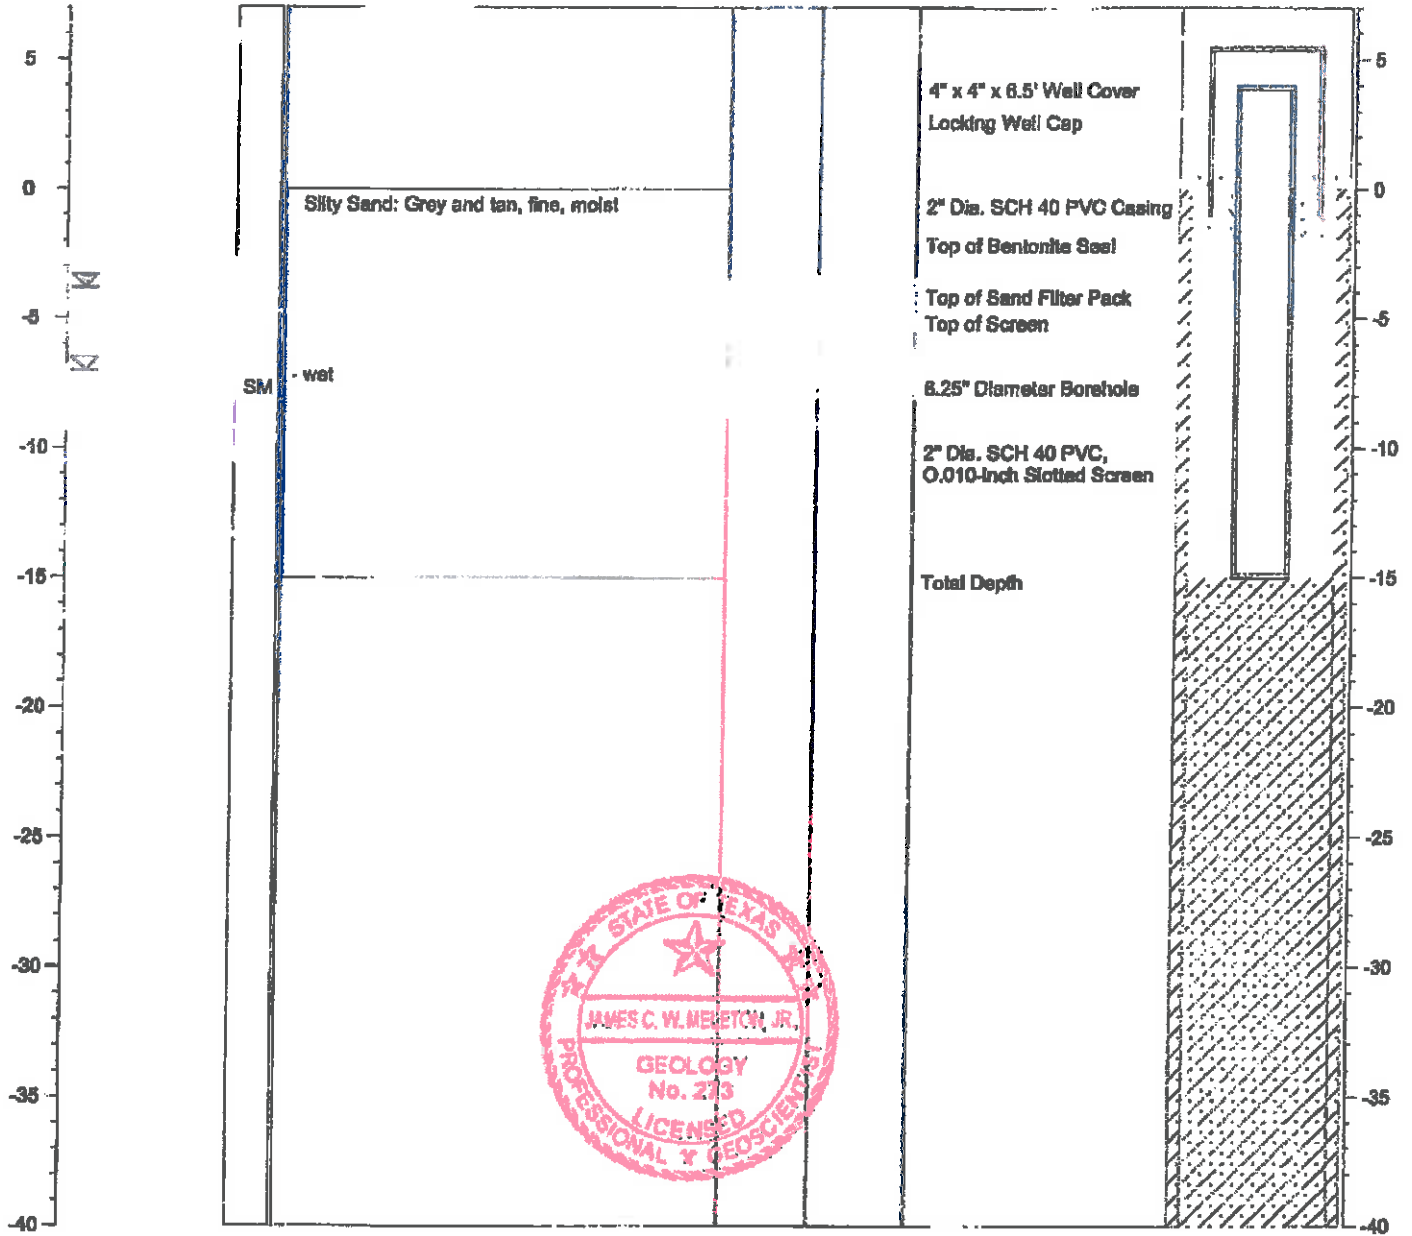 5
5
4" x 4" x 6.5' Well Cover
Locking Well Cap
0
0
Silty Sand: Grey and tan, fine, moist
2" Dia. SCH 40 PVC Casing
Top of Bentonite Seal
Top of Sand Filter Pack
-5
-5
Top of Screen
SM
- wet
6.25" Diameter Borehole
-10
-10
2" Dia. SCH 40 PVC,
0.010-Inch Slotted Screen
-15
-15
Total Depth
-20
-20
-25
-25
STATE OF TEXAS
-30
-30
JAMES C. W. MELETON, JR.
GEOLOGY
No. 273
-35
-35
LICENSED
PROFESSIONAL GEOSCIENTIST
-40
-40